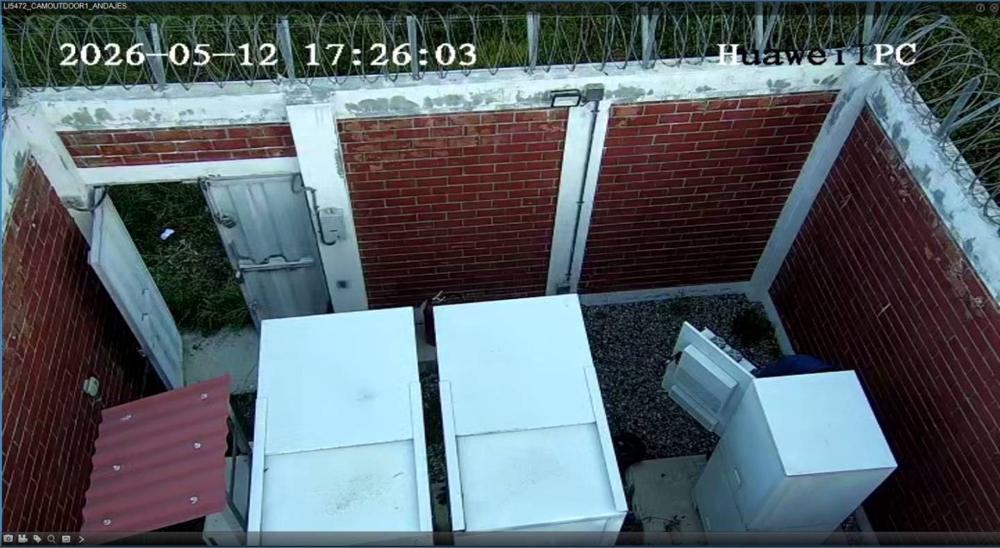 LI5472_CAMOUTDOOR1_ANDAJES
2026-05-12 17:26:03
HuaweiIPC